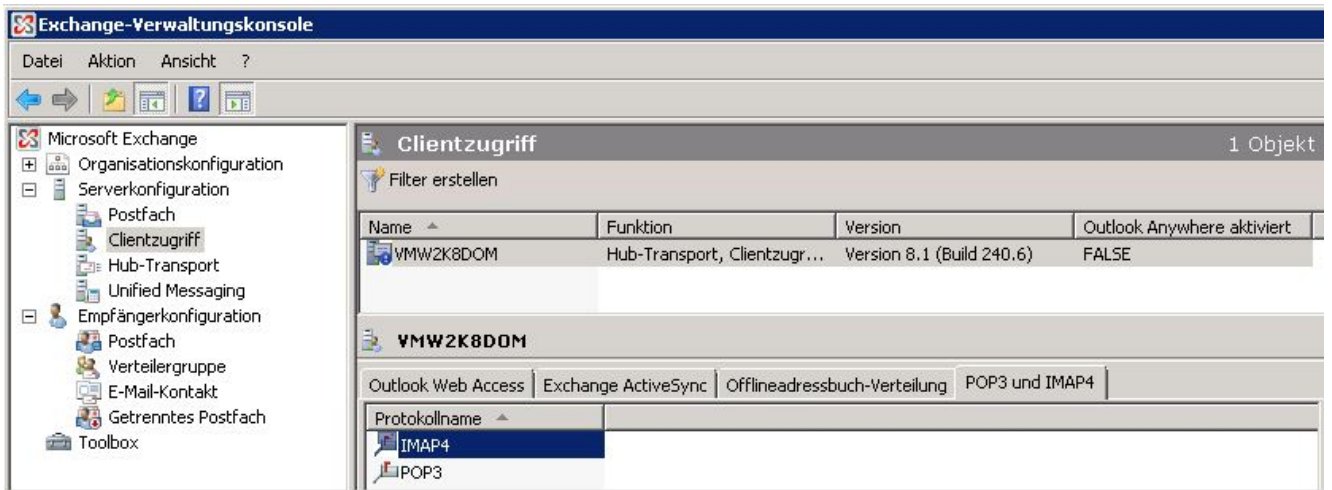 Exchange-Verwaltungskonsole
Datei Aktion Ansicht ?
Microsoft Exchange
Organisationskonfiguration
Serverkonfiguration
Postfach
Clientzugriff
Hub-Transport
Unified Messaging
Empfängerkonfiguration
Postfach
Verteilergruppe
E-Mail-Kontakt
Getrenntes Postfach
Toolbox
Clientzugriff 1 Objekt
Filter erstellen
Name Funktion Version Outlook Anywhere aktiviert
VMW2K8DOM Hub-Transport, Clientzugr... Version 8.1 (Build 240.6) FALSE
VMW2K8DOM
Outlook Web Access Exchange ActiveSync Offlineadressbuch-Verteilung POP3 und IMAP4
Protokollname
IMAP4
POP3